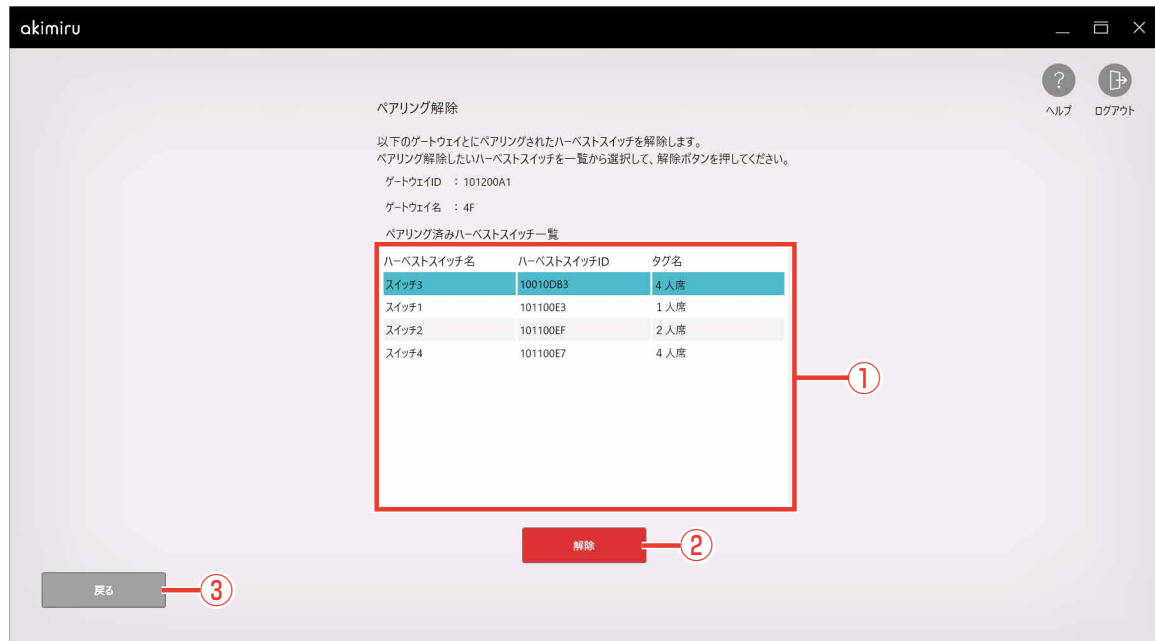 akimiru
ヘルプ ログアウト
ペアリング解除
以下のゲートウェイとにペアリングされたハーベストスイッチを解除します。
ペアリング解除したいハーベストスイッチを一覧から選択して、解除ボタンを押してください。
ゲートウェイID ： 101200A1
ゲートウェイ名 ： 4F
ペアリング済みハーベストスイッチ一覧
ハーベストスイッチ名 ハーベストスイッチID タグ名
スイッチ3 10010DB3 4 人席
スイッチ1 101100E3 1 人席
スイッチ2 101100EF 2 人席
スイッチ4 101100E7 4 人席
①
解除 ②
戻る ③